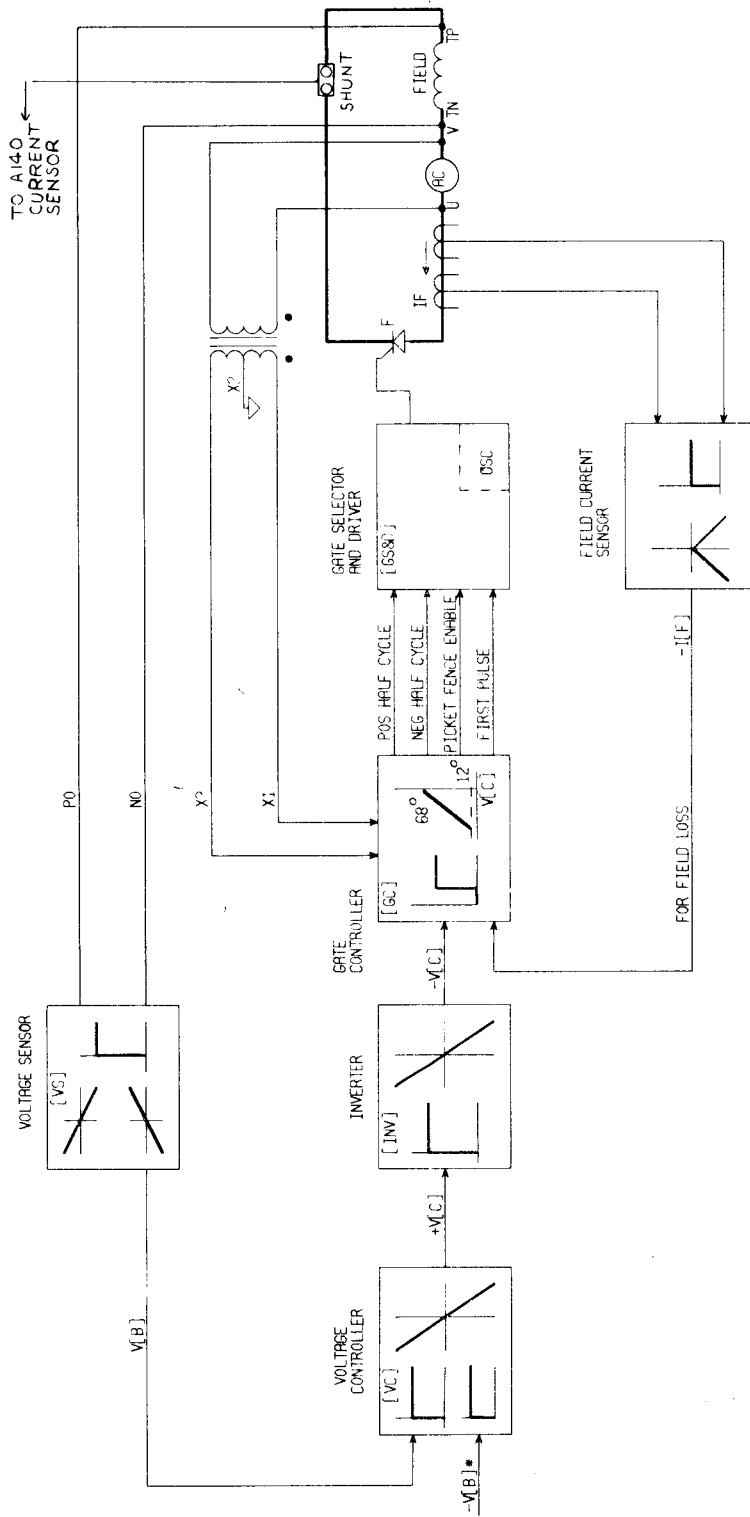 TO A140
CURRENT
SENSOR
SHUNT
FIELD
TP
TN
V
AC
U
IF
F
X?
PO
NO
X?
X1
VOLTAGE SENSOR
[VS]
V[B]
GATE SELECTOR
AND DRIVER
[GS&D]
OSC
POS HALF CYCLE
NEG HALF CYCLE
PICKET FENCE ENABLE
FIRST PULSE
GATE
CONTROLLER
[GC]
68°
12°
V[C]
-V[C]
INVERTER
[INV]
+V[C]
VOLTAGE
CONTROLLER
[VC]
-V[B]*
FIELD CURRENT
SENSOR
-I[F]
FOR FIELD LOSS